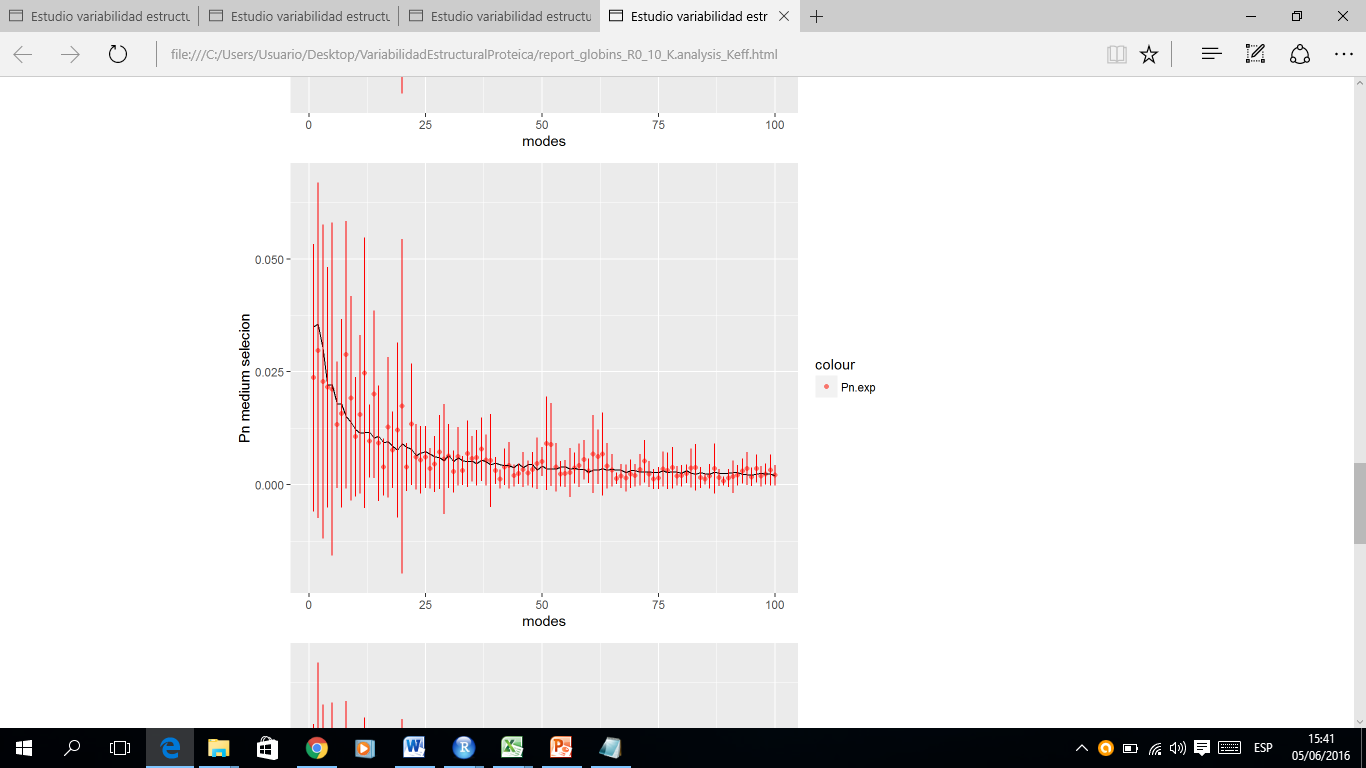 Estudio variabilidad estructu
Estudio variabilidad estructu
Estudio variabilidad estructu
Estudio variabilidad estr
file:///C:/Users/Usuario/Desktop/VariabilidadEstructuralProteica/report_globins_R0_10_K.analysis_Keff.html
0 25 50 75 100
modes
0.050
0.025
0.000
Pn medium selecion
0 25 50 75 100
modes
colour
Pn.exp
ESP
15:41
05/06/2016